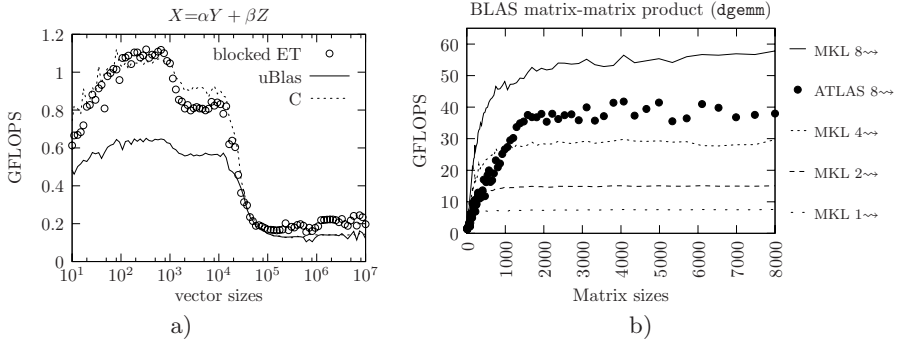 X=αY + βZ
GFLOPS
1.2
1
0.8
0.6
0.4
0.2
0
blocked ET
uBlas
C
10^1 10^2 10^3 10^4 10^5 10^6 10^7
vector sizes
a)
BLAS matrix-matrix product (dgemm)
GFLOPS
60
50
40
30
20
10
0
0 1000 2000 3000 4000 5000 6000 7000 8000
Matrix sizes
MKL 8⇝
ATLAS 8⇝
MKL 4⇝
MKL 2⇝
MKL 1⇝
b)